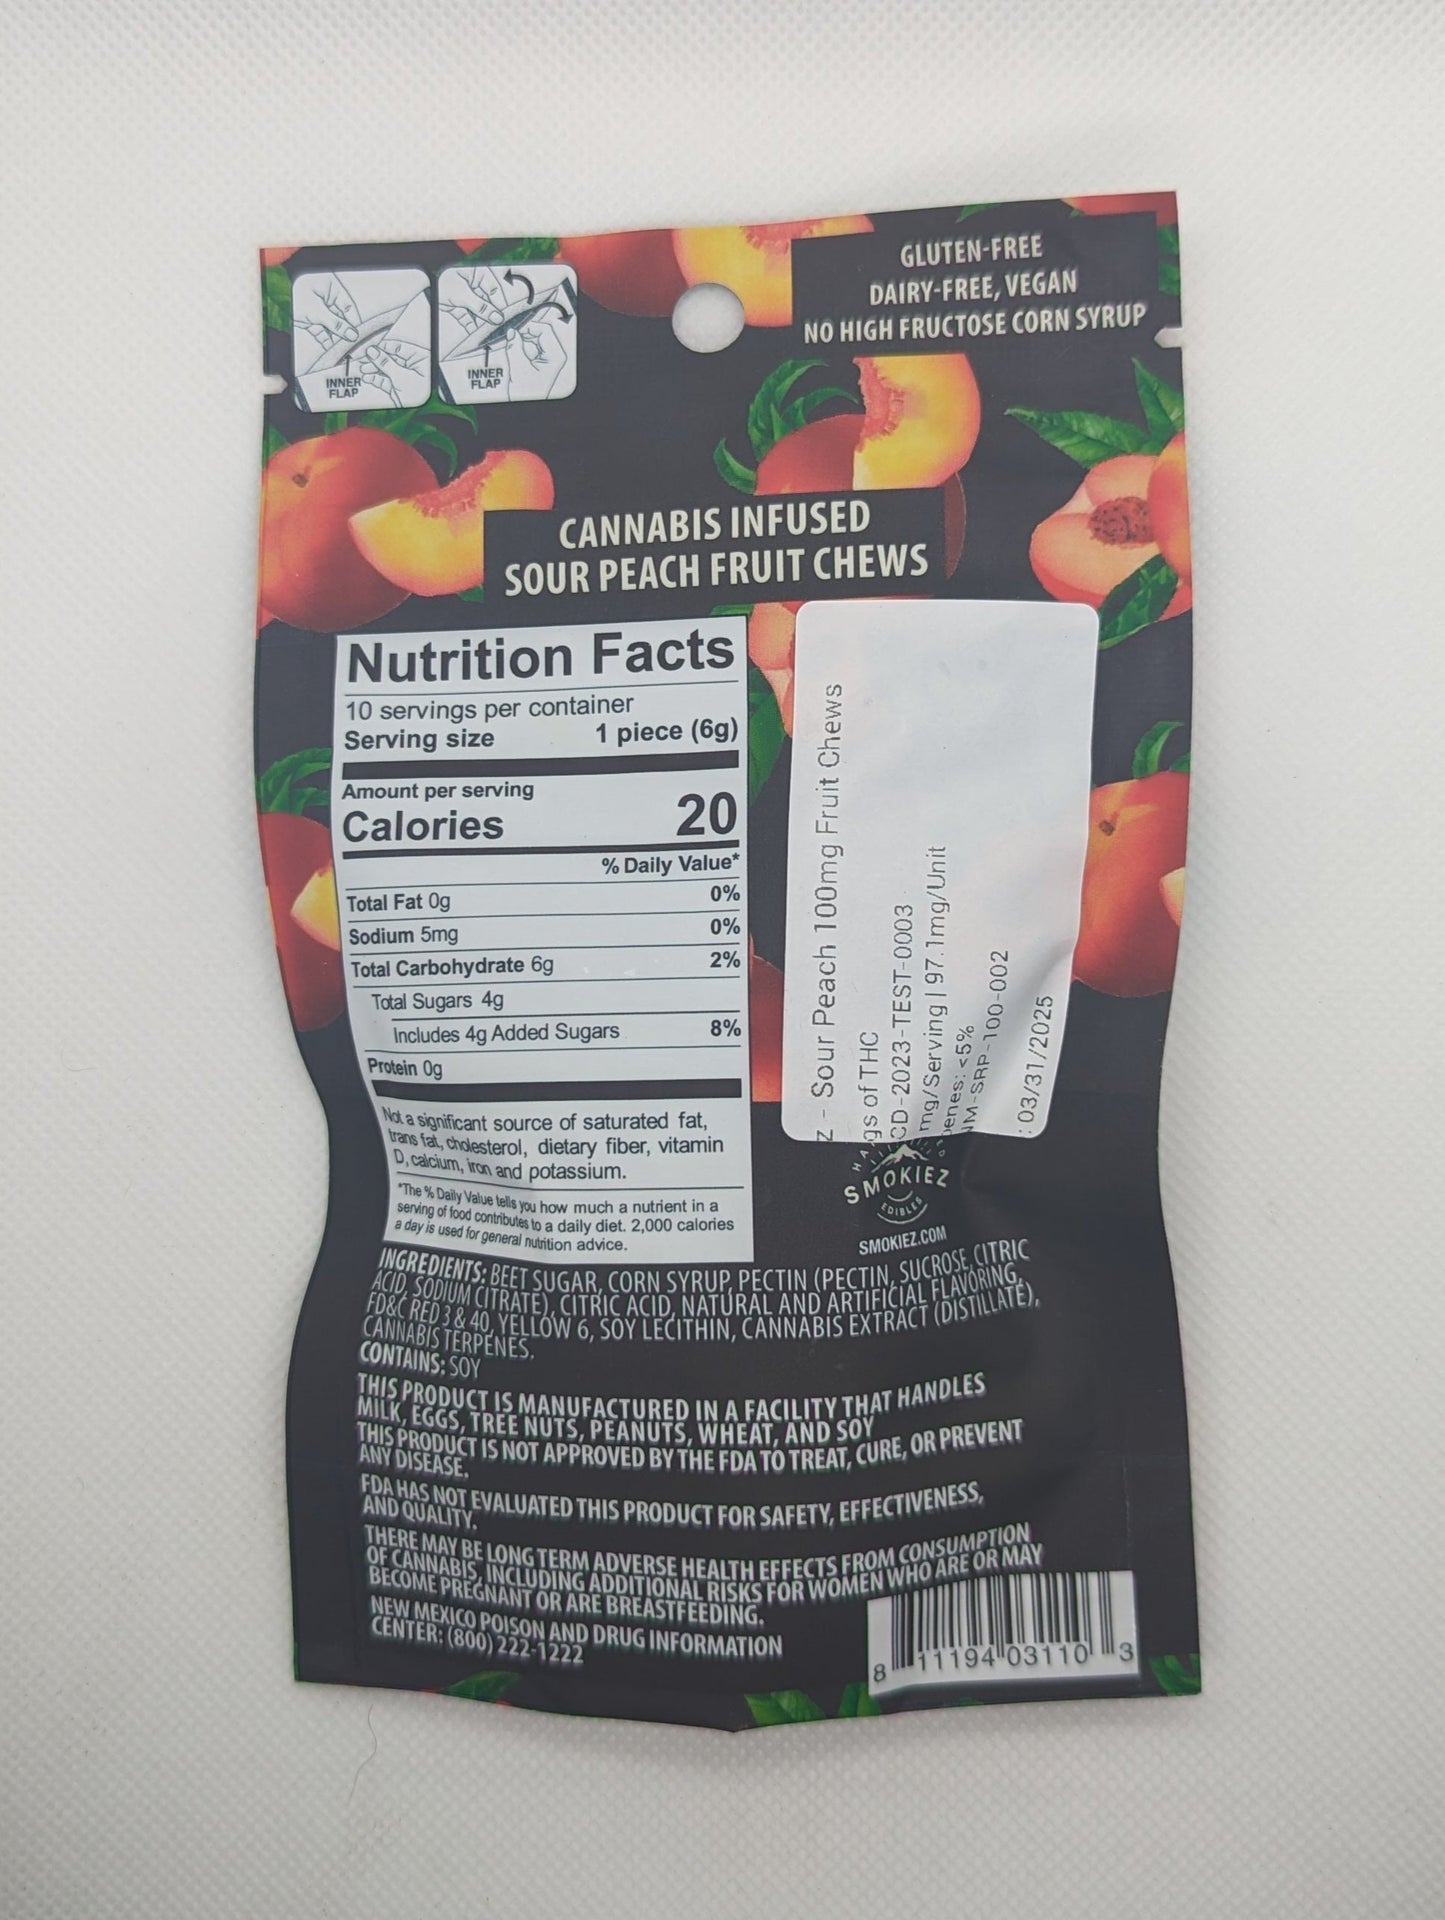 GLUTEN-FREE
DAIRY-FREE, VEGAN
NO HIGH FRUCTOSE CORN SYRUP
INNER
FLAP
INNER
FLAP
CANNABIS INFUSED
SOUR PEACH FRUIT CHEWS
Nutrition Facts
10 servings per container
Serving size 1 piece (6g)
Amount per serving
Calories 20
% Daily Value*
Total Fat 0g 0%
Sodium 5mg 0%
Total Carbohydrate 6g 2%
Total Sugars 4g
Includes 4g Added Sugars 8%
Protein 0g
Not a significant source of saturated fat,
trans fat, cholesterol, dietary fiber, vitamin
D, calcium, iron and potassium.
*The % Daily Value tells you how much a nutrient in a
serving of food contributes to a daily diet. 2,000 calories
a day is used for general nutrition advice.
z - Sour Peach 100mg Fruit Chews
gs of THC
CD-2023-TEST-0003
mg/Serving | 97.1mg/Unit
penes: <5%
NM-SRP-100-002
: 03/31/2025
SMOKIEZ
EDIBLES
SMOKIEZ.COM
INGREDIENTS: BEET SUGAR, CORN SYRUP, PECTIN (PECTIN, SUCROSE, CITRIC
ACID, SODIUM CITRATE), CITRIC ACID, NATURAL AND ARTIFICIAL FLAVORING,
FD&C RED 3 & 40, YELLOW 6, SOY LECITHIN, CANNABIS EXTRACT (DISTILLATE),
CANNABIS TERPENES.
CONTAINS: SOY
THIS PRODUCT IS MANUFACTURED IN A FACILITY THAT HANDLES
MILK, EGGS, TREE NUTS, PEANUTS, WHEAT, AND SOY
THIS PRODUCT IS NOT APPROVED BY THE FDA TO TREAT, CURE, OR PREVENT
ANY DISEASE.
FDA HAS NOT EVALUATED THIS PRODUCT FOR SAFETY, EFFECTIVENESS,
AND QUALITY.
THERE MAY BE LONG TERM ADVERSE HEALTH EFFECTS FROM CONSUMPTION
OF CANNABIS, INCLUDING ADDITIONAL RISKS FOR WOMEN WHO ARE OR MAY
BECOME PREGNANT OR ARE BREASTFEEDING.
NEW MEXICO POISON AND DRUG INFORMATION
CENTER: (800) 222-1222
8 11194 03110 3